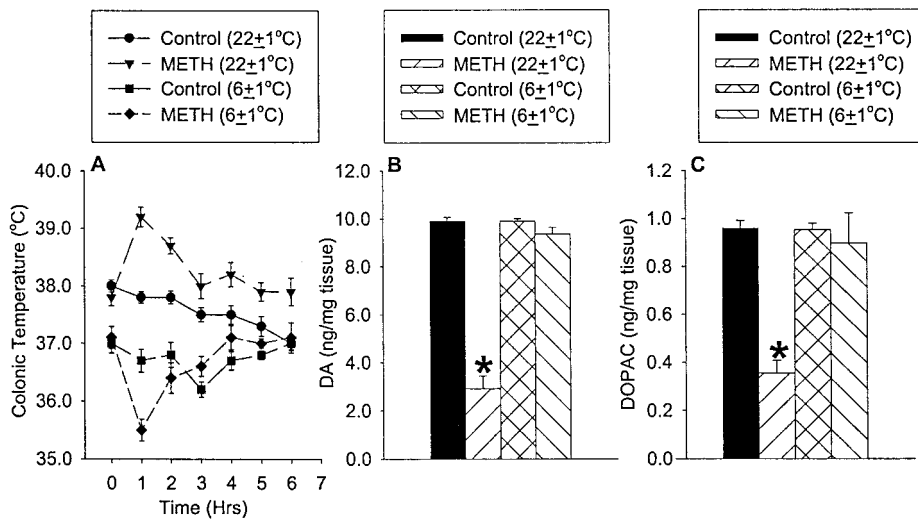 Control (22±1°C)
METH (22±1°C)
Control (6±1°C)
METH (6±1°C)
Control (22±1°C)
METH (22±1°C)
Control (6±1°C)
METH (6±1°C)
Control (22±1°C)
METH (22±1°C)
Control (6±1°C)
METH (6±1°C)
A
40.0
39.0
38.0
37.0
36.0
35.0
Colonic Temperature (°C)
0 1 2 3 4 5 6 7
Time (Hrs)
B
12.0
10.0
8.0
6.0
4.0
2.0
0.0
DA (ng/mg tissue)
*
C
1.2
1.0
0.8
0.6
0.4
0.2
0.0
DOPAC (ng/mg tissue)
*